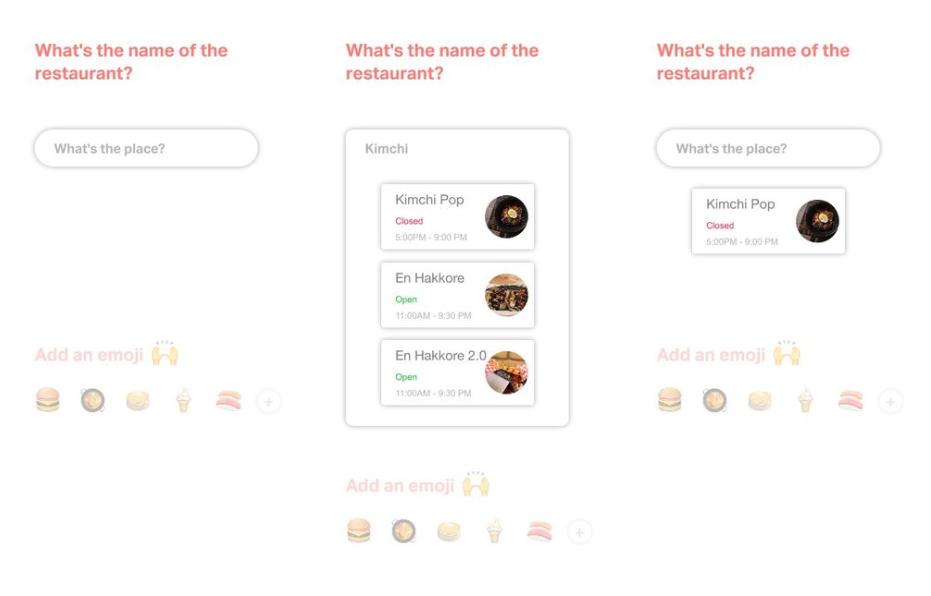 What's the name of the
restaurant?
What's the place?
Add an emoji
What's the name of the
restaurant?
Kimchi
Kimchi Pop
Closed
5:00PM - 9:00 PM
En Hakkore
Open
11:00AM - 9:30 PM
En Hakkore 2.0
Open
11:00AM - 9:30 PM
Add an emoji
What's the name of the
restaurant?
What's the place?
Kimchi Pop
Closed
5:00PM - 9:00 PM
Add an emoji